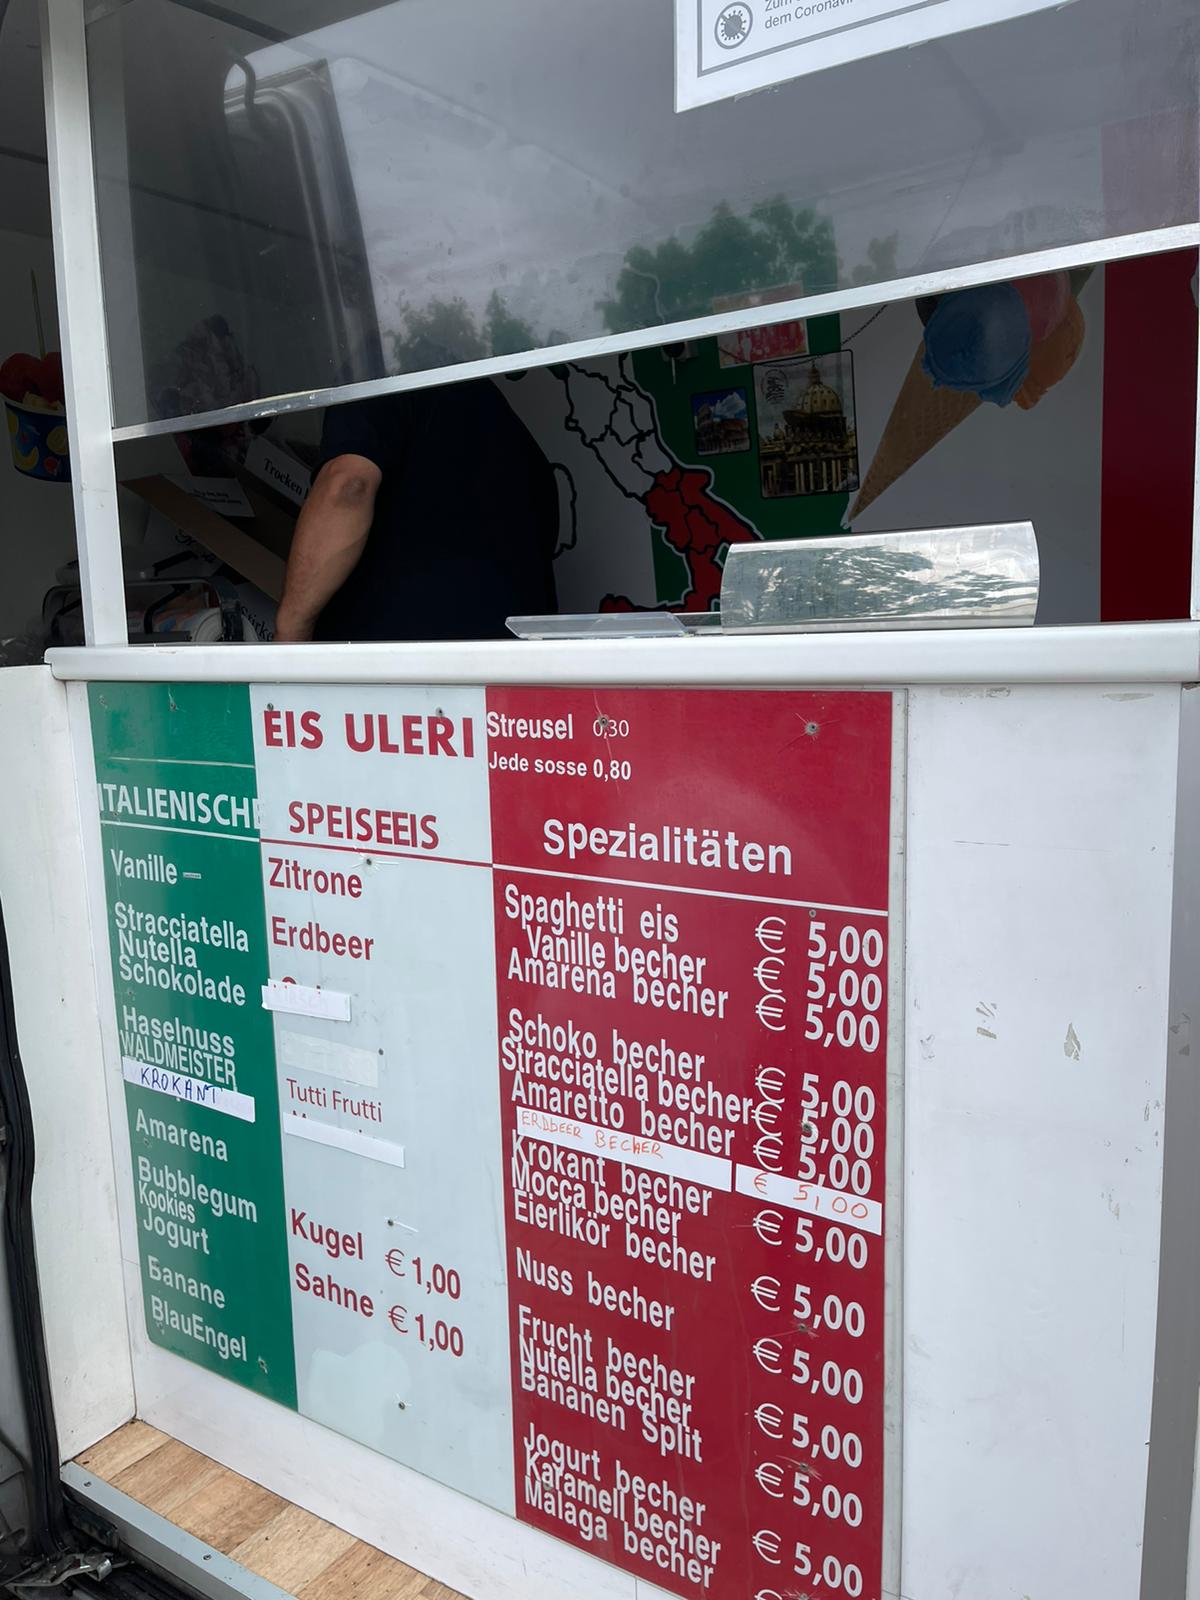 dem Coronavi
Trocken
EIS ULERI
Streusel 0,30
Jede sosse 0,80
ITALIENISCHE
SPEISEEIS
Spezialitäten
Vanille
Stracciatella
Nutella
Schokolade
Haselnuss
WALDMEISTER
KROKANT
Amarena
Bubblegum
Kookies
Jogurt
Banane
BlauEngel
Zitrone
Erdbeer
Tutti Frutti
Kugel € 1,00
Sahne € 1,00
Spaghetti eis € 5,00
Vanille becher € 5,00
Amarena becher € 5,00
Schoko becher € 5,00
Stracciatella becher € 5,00
Amaretto becher € 5,00
ERDBEER BECHER € 5,00
Krokant becher € 5,00
Mocca becher
Eierlikör becher € 5,00
Nuss becher € 5,00
Frucht becher € 5,00
Nutella becher
Bananen Split € 5,00
Jogurt becher € 5,00
Karamell becher
Malaga becher